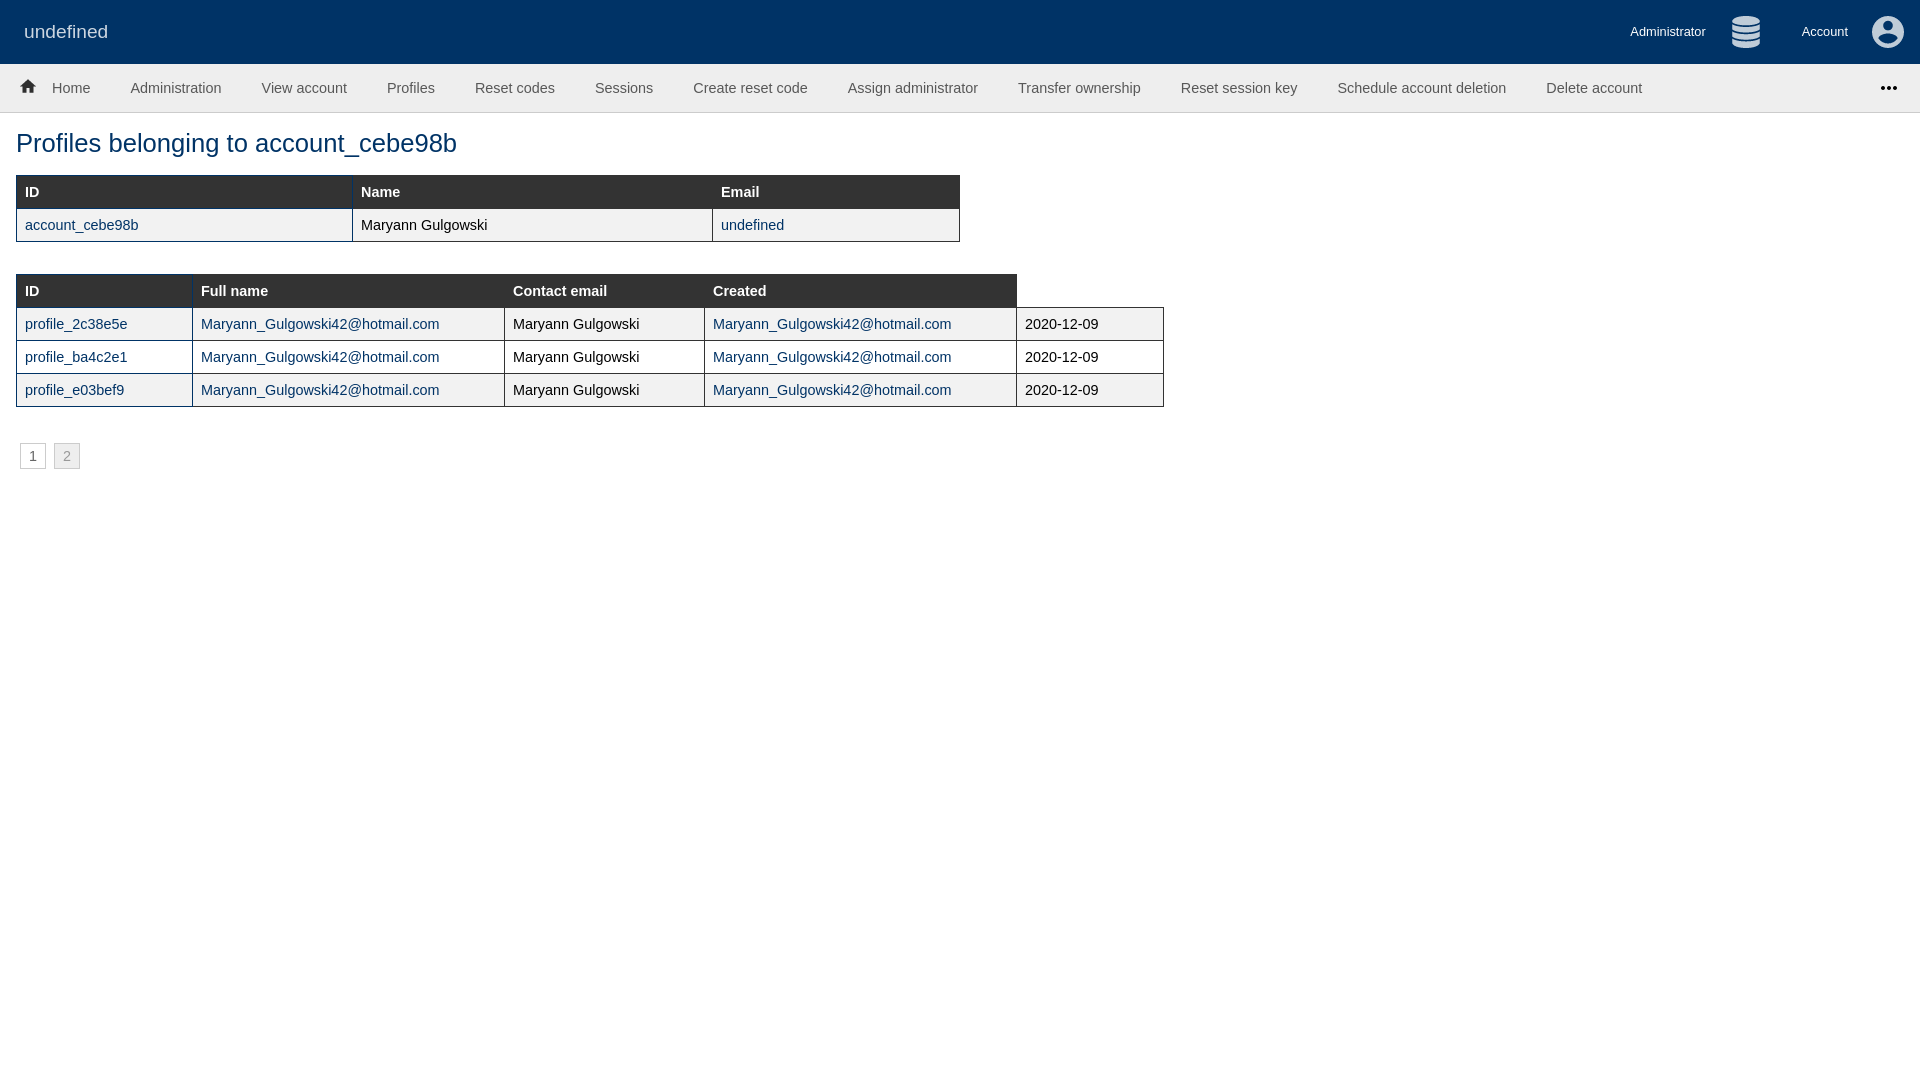 undefined
Administrator
Account
Home Administration View account Profiles Reset codes Sessions Create reset code Assign administrator Transfer ownership Reset session key Schedule account deletion Delete account
Profiles belonging to account_cebe98b
ID Name Email
account_cebe98b Maryann Gulgowski undefined
ID Full name Contact email Created
profile_2c38e5e Maryann_Gulgowski42@hotmail.com Maryann Gulgowski Maryann_Gulgowski42@hotmail.com 2020-12-09
profile_ba4c2e1 Maryann_Gulgowski42@hotmail.com Maryann Gulgowski Maryann_Gulgowski42@hotmail.com 2020-12-09
profile_e03bef9 Maryann_Gulgowski42@hotmail.com Maryann Gulgowski Maryann_Gulgowski42@hotmail.com 2020-12-09
1 2